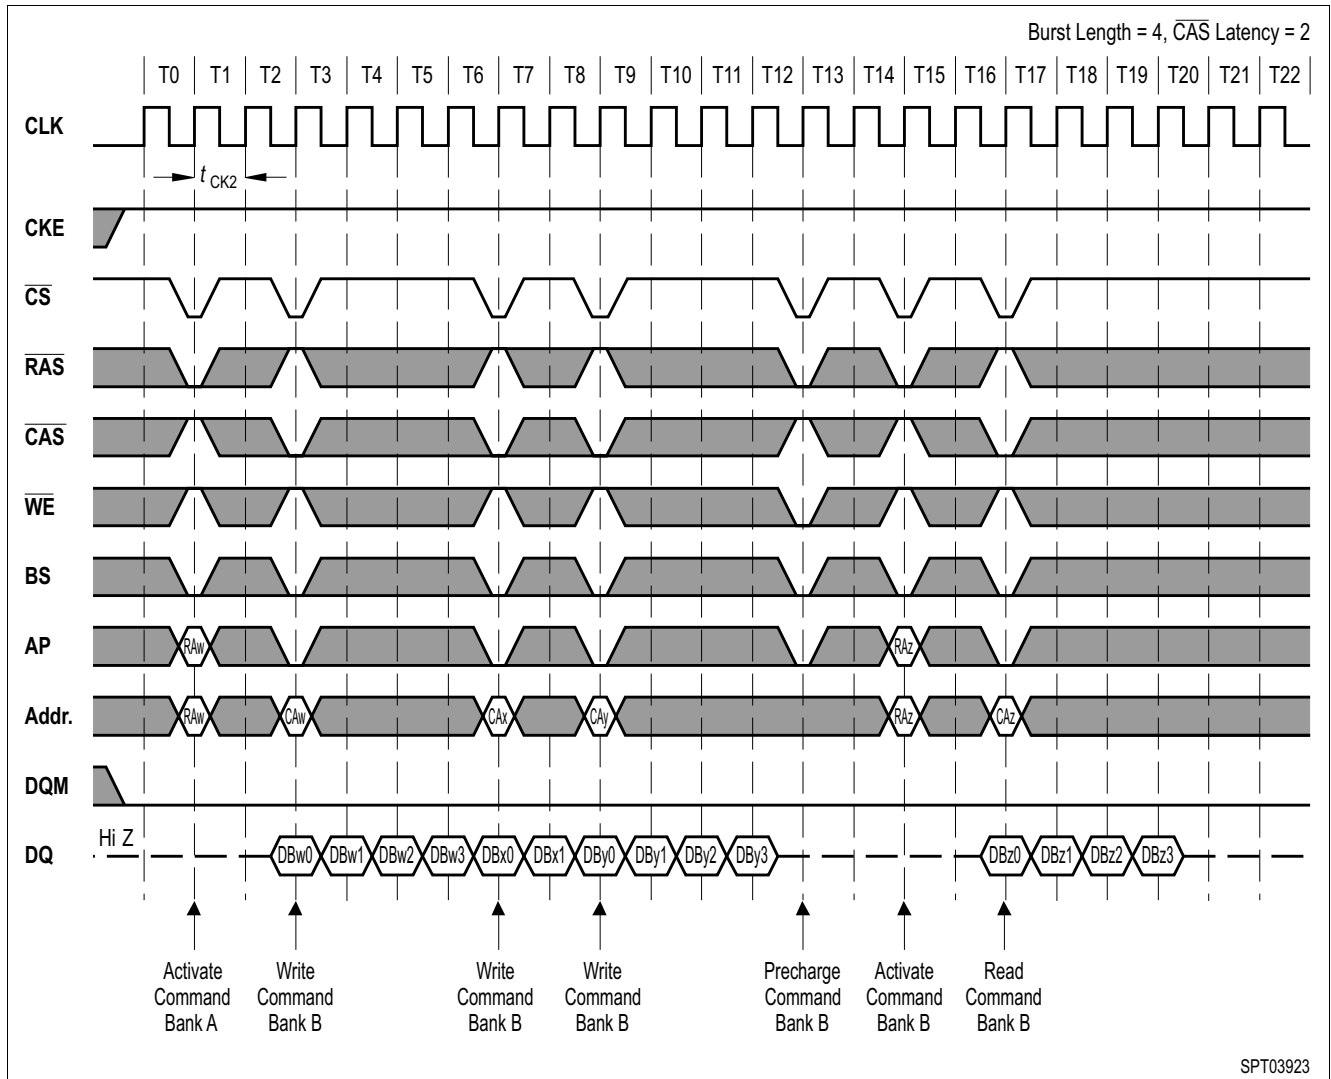 Burst Length = 4, CAS Latency = 2
T0 T1 T2 T3 T4 T5 T6 T7 T8 T9 T10 T11 T12 T13 T14 T15 T16 T17 T18 T19 T20 T21 T22
CLK
t CK2
CKE
CS
RAS
CAS
WE
BS
AP RAw RAz
Addr. RAw CAw CAx CAy RAz CAz
DQM
Hi Z
DQ DBw0 DBw1 DBw2 DBw3 DBx0 DBx1 DBy0 DBy1 DBy2 DBy3 DBz0 DBz1 DBz2 DBz3
Activate Write Write Write Precharge Activate Read
Command Command Command Command Command Command Command
Bank A Bank B Bank B Bank B Bank B Bank B Bank B
SPT03923